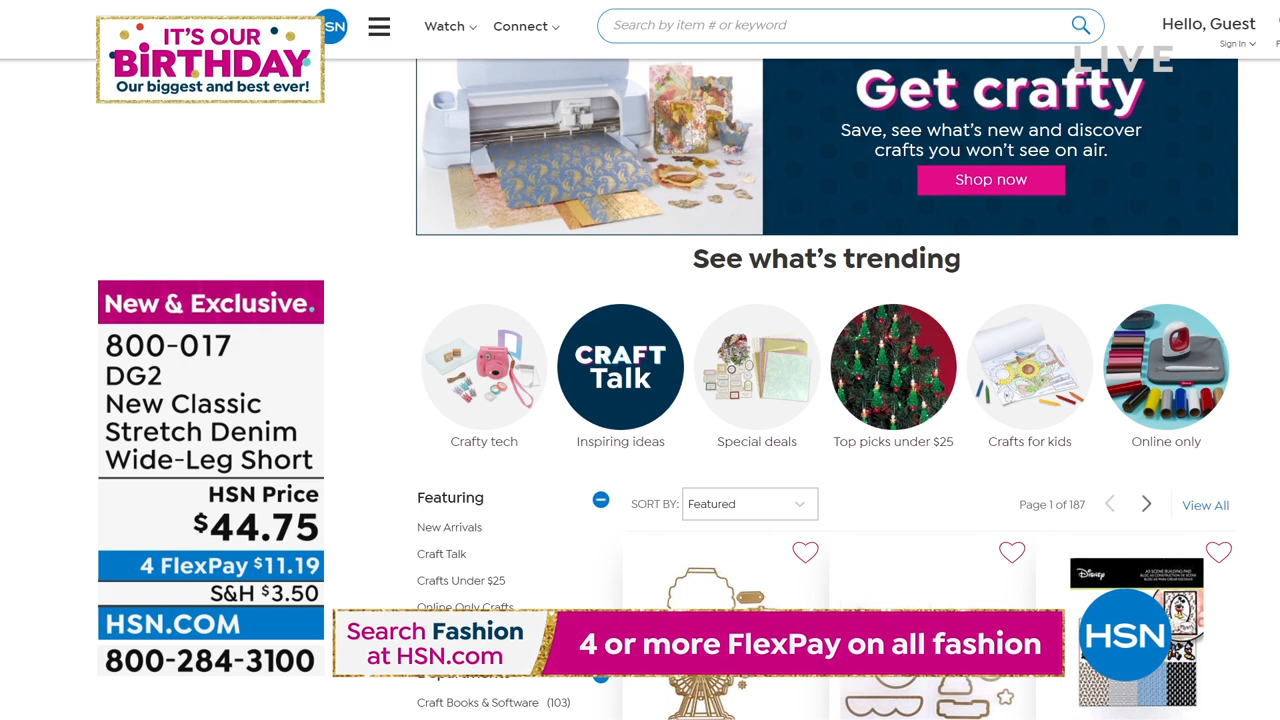 IT'S OUR
BiRTHDAY
Our biggest and best ever!
SN
Watch
Connect
Search by item # or keyword
Hello, Guest
Sign In
LIVE
Get crafty
Save, see what's new and discover
crafts you won't see on air.
Shop now
See what's trending
CRAFT
Talk
Crafty tech
Inspiring ideas
Special deals
Top picks under $25
Crafts for kids
Online only
New & Exclusive.
800-017
DG2
New Classic
Stretch Denim
Wide-Leg Short
HSN Price
$44.75
4 FlexPay $11.19
S&H $3.50
HSN.COM
800-284-3100
Featuring
SORT BY: Featured
Page 1 of 187
View All
New Arrivals
Craft Talk
Crafts Under $25
Online Only Crafts
Disney
Search Fashion
at HSN.com
4 or more FlexPay on all fashion
HSN
Craft Books & Software (103)